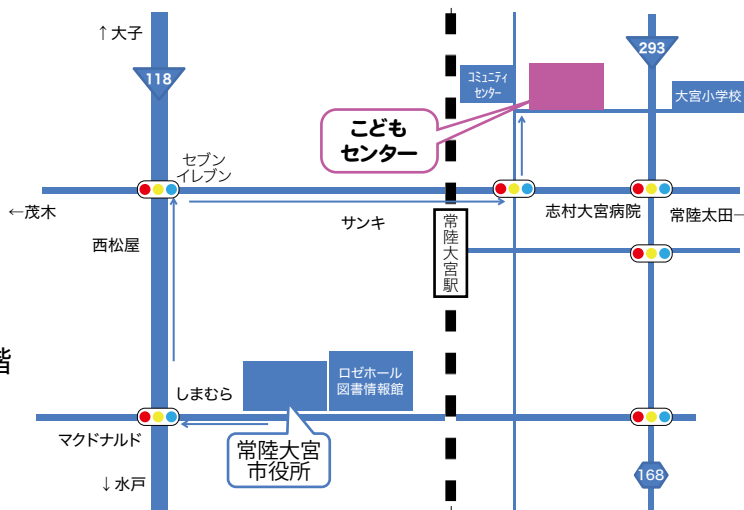 ↑大子
118
293
コミュニティ
センター
大宮小学校
こども
センター
セブン
イレブン
←茂木
サンキ
志村大宮病院
常陸太田
西松屋
常陸大宮駅
階
しまむら
ロゼホール
図書情報館
マクドナルド
常陸大宮
市役所
↓水戸
168